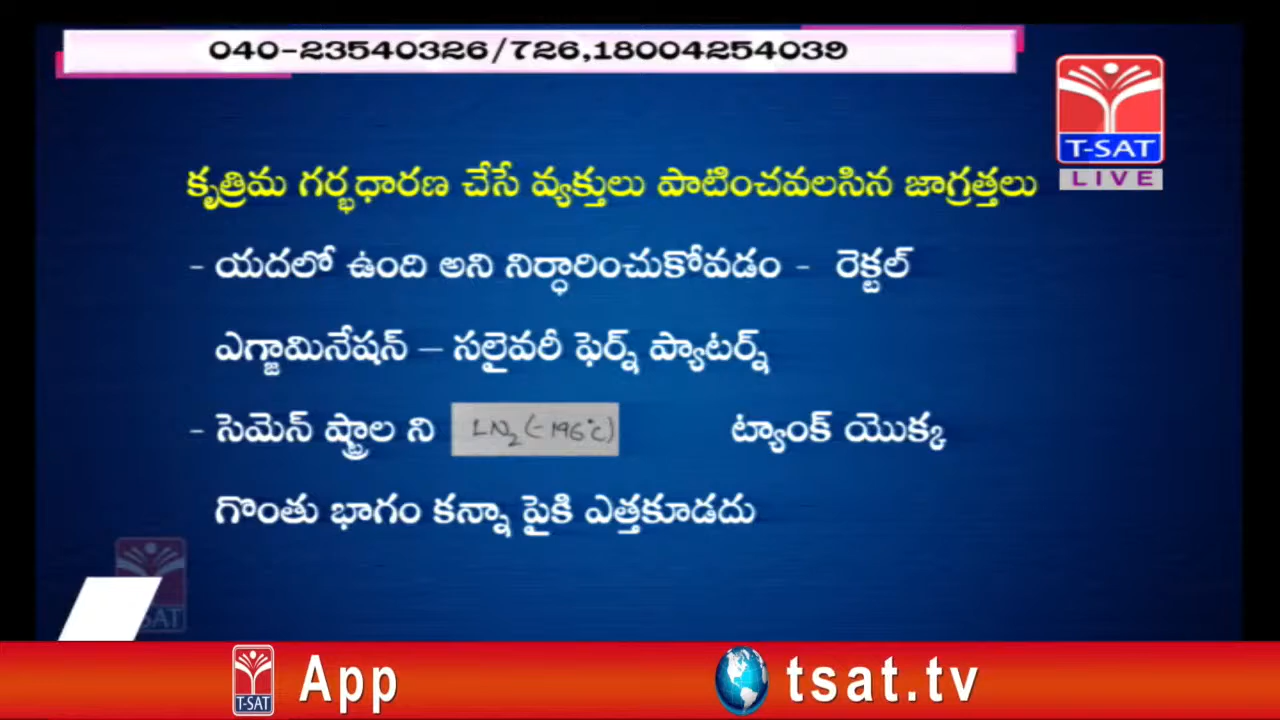 040-23540326/726,18004254039
T-SAT
LIVE
కృత్రిమ గర్భధారణ చేసే వ్యక్తులు పాటించవలసిన జాగ్రత్తలు
- యదలో ఉంది అని నిర్ధారించుకోవడం - రెక్టల్
ఎగ్జామినేషన్ – సలైవరీ ఫెర్న్ ప్యాటర్న్
- సెమెన్ ష్ట్రాల ని LN₂ (-196°C) ట్యాంక్ యొక్క
గొంతు భాగం కన్నా పైకి ఎత్తకూడదు
T-SAT
T-SAT App tsat.tv